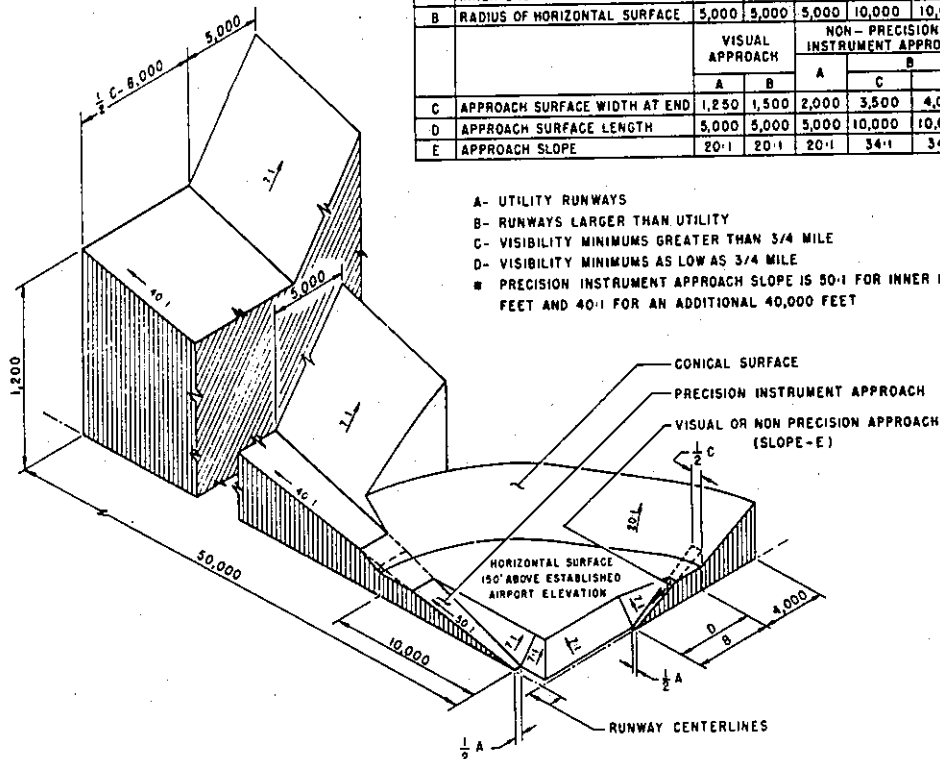 B RADIUS OF HORIZONTAL SURFACE 5,000 5,000 5,000 10,000
VISUAL APPROACH
NON-PRECISION
A B A B
C
C APPROACH SURFACE WIDTH AT END 1,250 1,500 2,000 3,500
D APPROACH SURFACE LENGTH 5,000 5,000 5,000 10,000
E APPROACH SLOPE 20:1 20:1 20:1 34:1
A- UTILITY RUNWAYS
B- RUNWAYS LARGER THAN UTILITY
C- VISIBILITY MINIMUMS GREATER THAN 3/4 MILE
D- VISIBILITY MINIMUMS AS LOW AS 3/4 MILE
* PRECISION INSTRUMENT APPROACH SLOPE IS 50:1 FOR INNER
FEET AND 40:1 FOR AN ADDITIONAL 40,000 FEET
5,000
½ C-8,000
7:1
40:1
5,000
1,200
7:1
40:1
CONICAL SURFACE
PRECISION INSTRUMENT APPROACH
VISUAL OR NON PRECISION APPROACH
(SLOPE-E)
½ C
20:1
50,000
HORIZONTAL SURFACE
150' ABOVE ESTABLISHED
AIRPORT ELEVATION
50:1
7:1
7:1
7:1
7:1
10,000
4,000
D
B
½ A
½ A
RUNWAY CENTERLINES